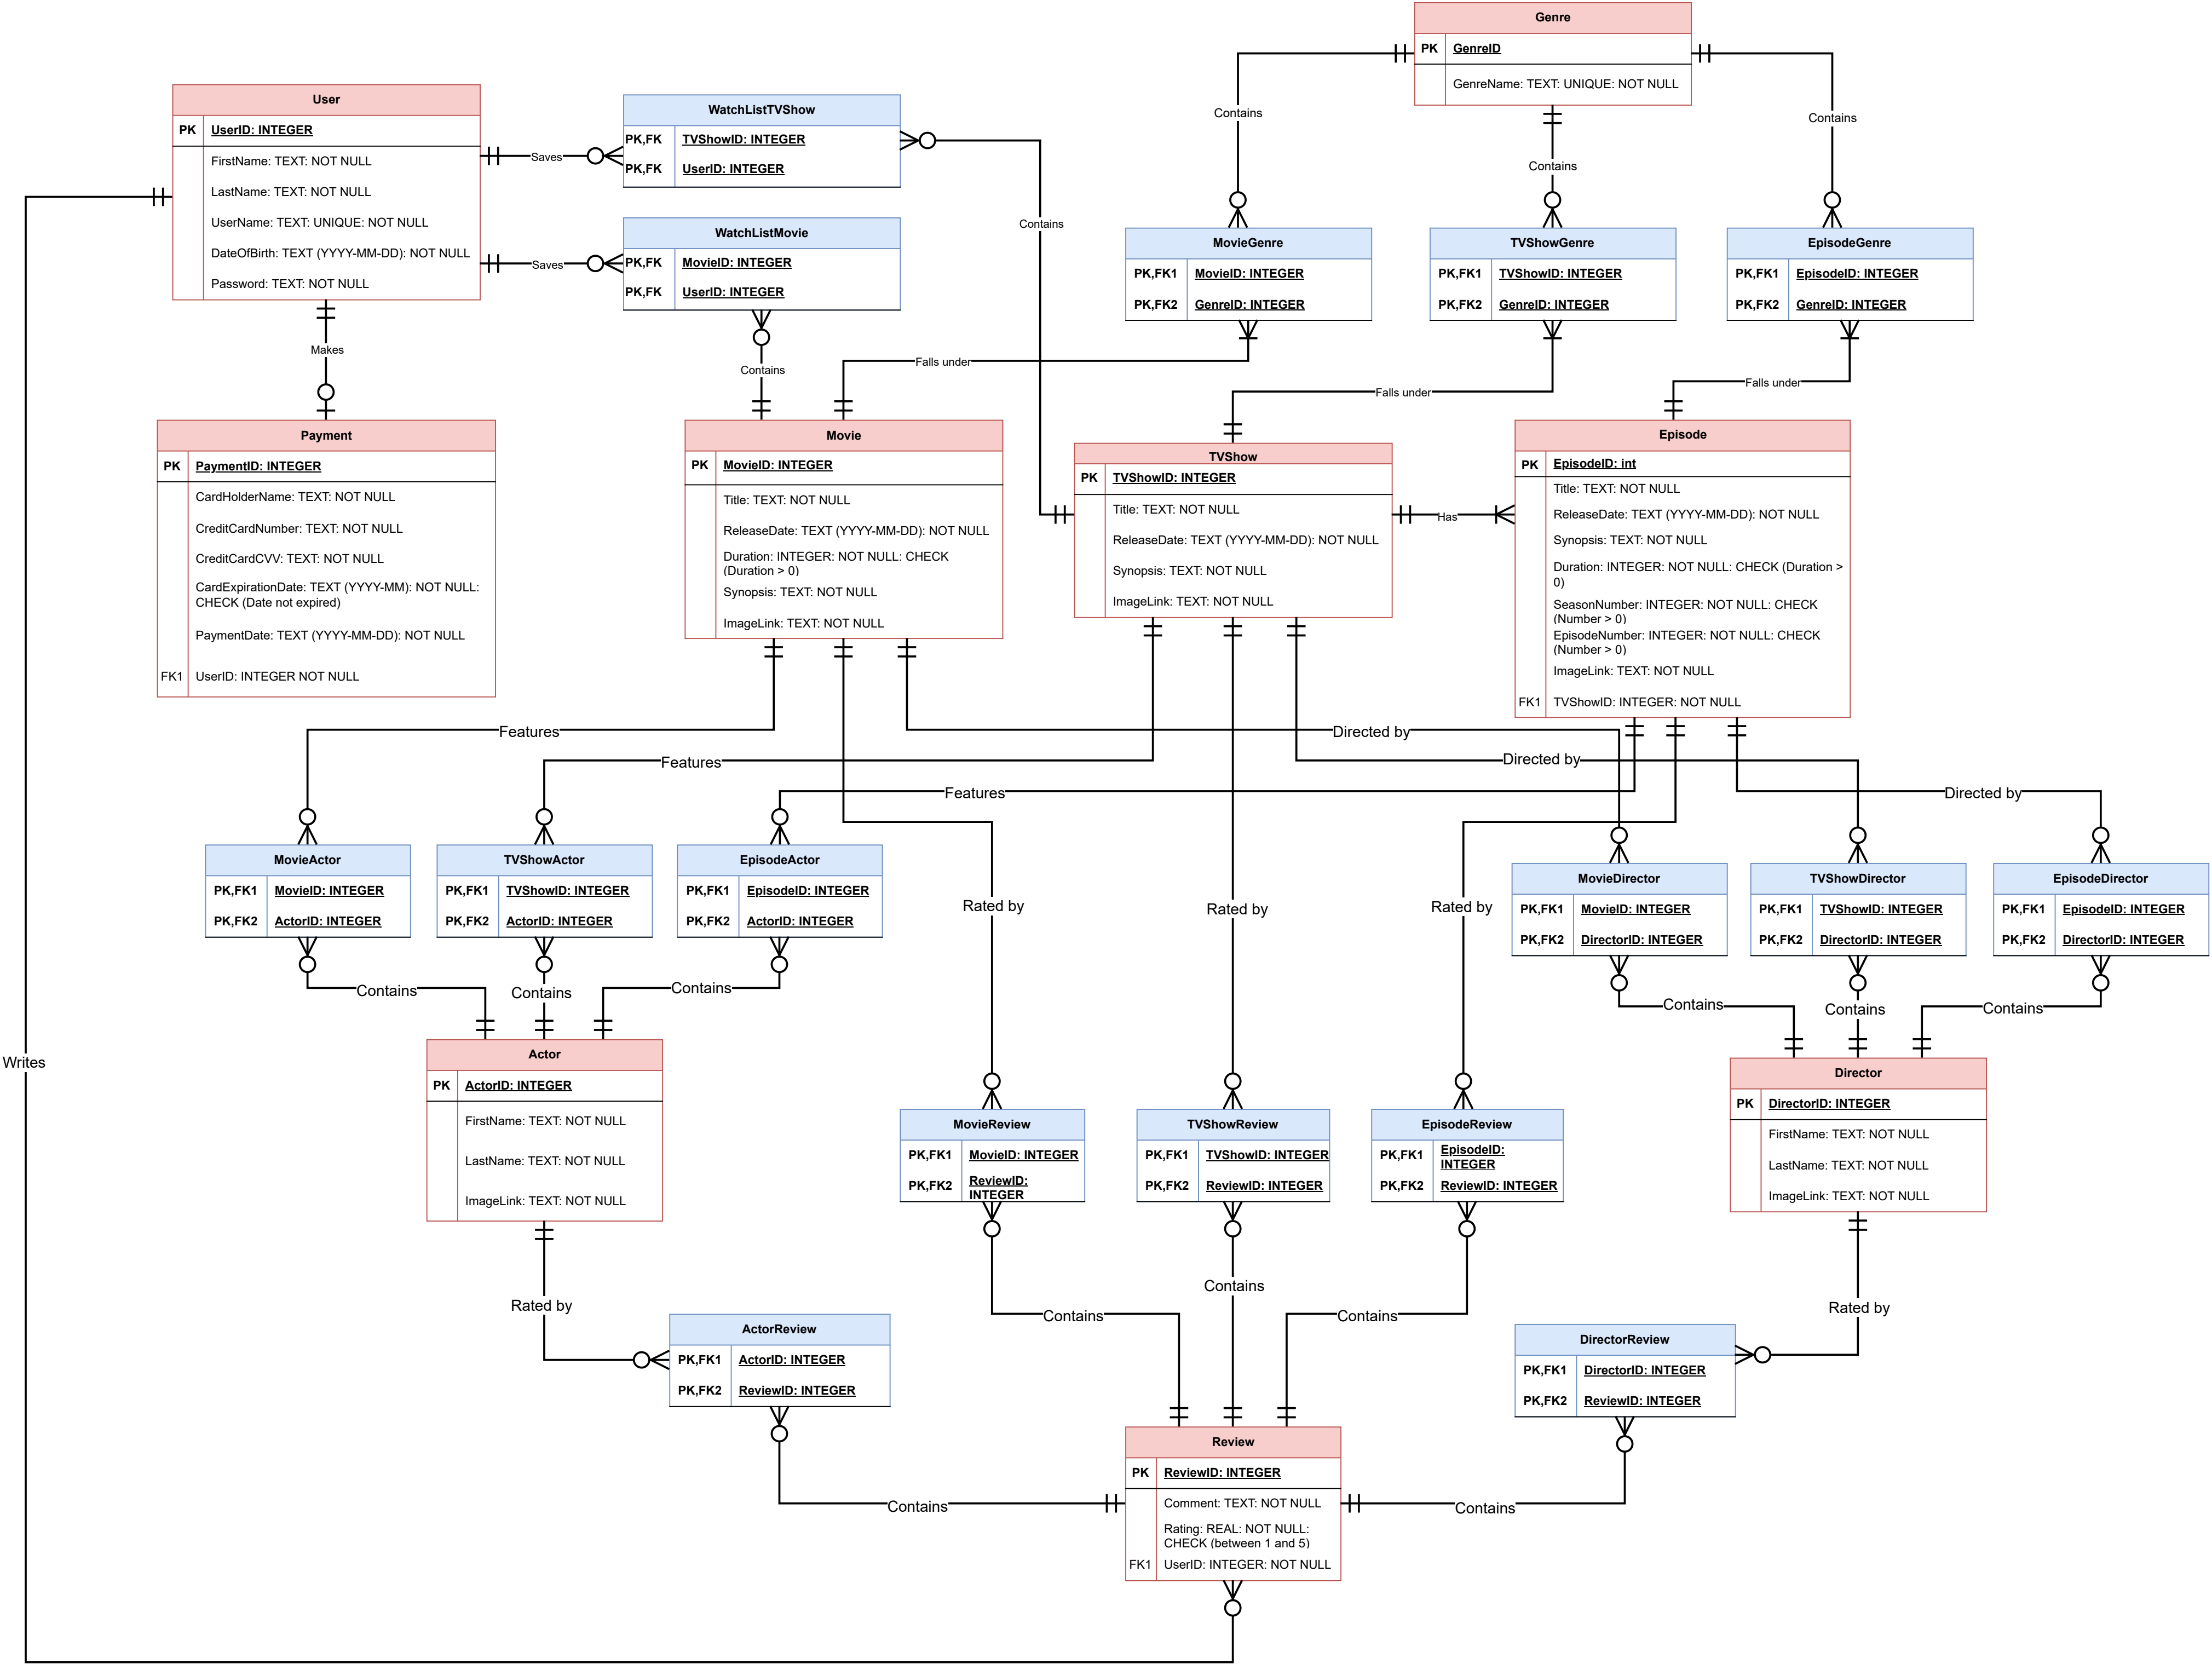 Genre
PK GenreID
GenreName: TEXT: UNIQUE: NOT NULL
Contains
Contains
Contains
User
PK UserID: INTEGER
FirstName: TEXT: NOT NULL
LastName: TEXT: NOT NULL
UserName: TEXT: UNIQUE: NOT NULL
DateOfBirth: TEXT (YYYY-MM-DD): NOT NULL
Password: TEXT: NOT NULL
Saves
Saves
WatchListTVShow
PK,FK TVShowID: INTEGER
PK,FK UserID: INTEGER
WatchListMovie
PK,FK MovieID: INTEGER
PK,FK UserID: INTEGER
Contains
MovieGenre
PK,FK1 MovieID: INTEGER
PK,FK2 GenreID: INTEGER
TVShowGenre
PK,FK1 TVShowID: INTEGER
PK,FK2 GenreID: INTEGER
EpisodeGenre
PK,FK1 EpisodeID: INTEGER
PK,FK2 GenreID: INTEGER
Makes
Contains
Falls under
Falls under
Falls under
Payment
PK PaymentID: INTEGER
CardHolderName: TEXT: NOT NULL
CreditCardNumber: TEXT: NOT NULL
CreditCardCVV: TEXT: NOT NULL
CardExpirationDate: TEXT (YYYY-MM): NOT NULL:
CHECK (Date not expired)
PaymentDate: TEXT (YYYY-MM-DD): NOT NULL
FK1 UserID: INTEGER NOT NULL
Movie
PK MovieID: INTEGER
Title: TEXT: NOT NULL
ReleaseDate: TEXT (YYYY-MM-DD): NOT NULL
Duration: INTEGER: NOT NULL: CHECK
(Duration > 0)
Synopsis: TEXT: NOT NULL
ImageLink: TEXT: NOT NULL
TVShow
PK TVShowID: INTEGER
Title: TEXT: NOT NULL
ReleaseDate: TEXT (YYYY-MM-DD): NOT NULL
Synopsis: TEXT: NOT NULL
ImageLink: TEXT: NOT NULL
Has
Episode
PK EpisodeID: int
Title: TEXT: NOT NULL
ReleaseDate: TEXT (YYYY-MM-DD): NOT NULL
Synopsis: TEXT: NOT NULL
Duration: INTEGER: NOT NULL: CHECK (Duration >
0)
SeasonNumber: INTEGER: NOT NULL: CHECK
(Number > 0)
EpisodeNumber: INTEGER: NOT NULL: CHECK
(Number > 0)
ImageLink: TEXT: NOT NULL
FK1 TVShowID: INTEGER: NOT NULL
Features
Features
Features
Directed by
Directed by
Directed by
MovieActor
PK,FK1 MovieID: INTEGER
PK,FK2 ActorID: INTEGER
TVShowActor
PK,FK1 TVShowID: INTEGER
PK,FK2 ActorID: INTEGER
EpisodeActor
PK,FK1 EpisodeID: INTEGER
PK,FK2 ActorID: INTEGER
Rated by
Rated by
Rated by
MovieDirector
PK,FK1 MovieID: INTEGER
PK,FK2 DirectorID: INTEGER
TVShowDirector
PK,FK1 TVShowID: INTEGER
PK,FK2 DirectorID: INTEGER
EpisodeDirector
PK,FK1 EpisodeID: INTEGER
PK,FK2 DirectorID: INTEGER
Contains
Contains
Contains
Contains
Contains
Contains
Writes
Actor
PK ActorID: INTEGER
FirstName: TEXT: NOT NULL
LastName: TEXT: NOT NULL
ImageLink: TEXT: NOT NULL
MovieReview
PK,FK1 MovieID: INTEGER
PK,FK2 ReviewID:
INTEGER
TVShowReview
PK,FK1 TVShowID: INTEGER
PK,FK2 ReviewID: INTEGER
EpisodeReview
PK,FK1 EpisodeID:
INTEGER
PK,FK2 ReviewID: INTEGER
Director
PK DirectorID: INTEGER
FirstName: TEXT: NOT NULL
LastName: TEXT: NOT NULL
ImageLink: TEXT: NOT NULL
Rated by
Contains
Contains
Contains
Rated by
ActorReview
PK,FK1 ActorID: INTEGER
PK,FK2 ReviewID: INTEGER
DirectorReview
PK,FK1 DirectorID: INTEGER
PK,FK2 ReviewID: INTEGER
Contains
Contains
Review
PK ReviewID: INTEGER
Comment: TEXT: NOT NULL
Rating: REAL: NOT NULL:
CHECK (between 1 and 5)
FK1 UserID: INTEGER: NOT NULL